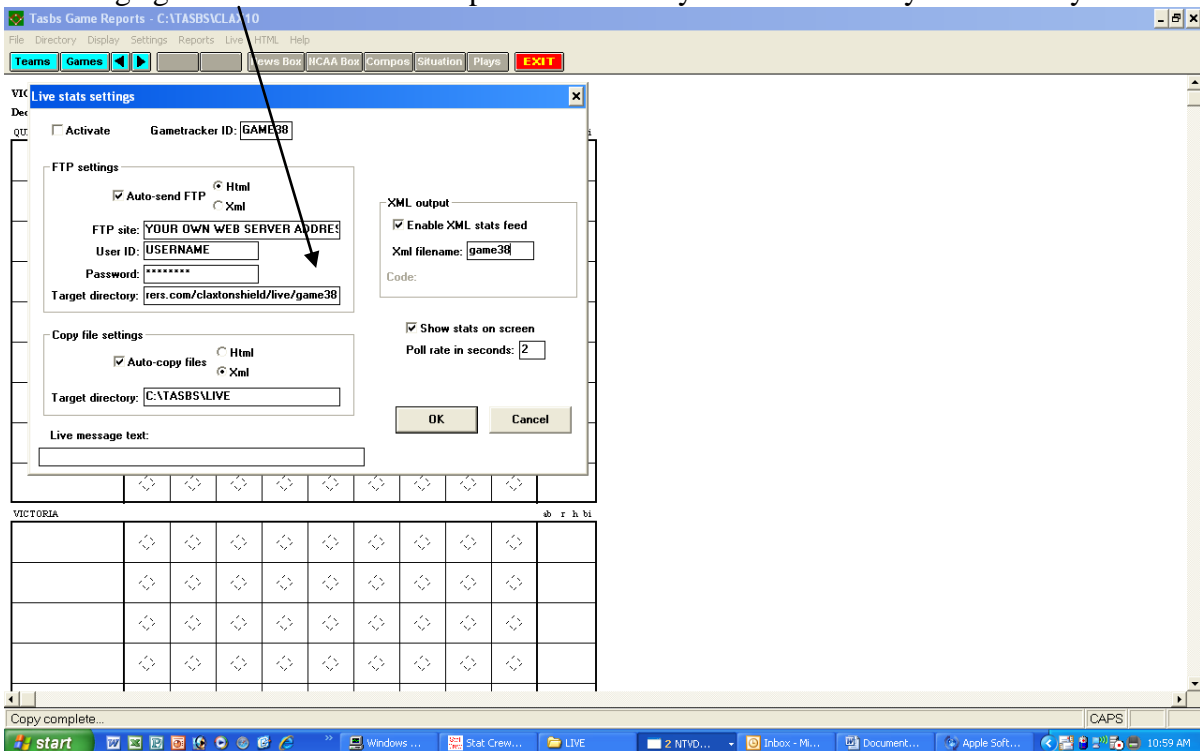 Tasbs Game Reports - C:\TASBS\CLAX10
File Directory Display Settings Reports Live HTML Help
Teams Games News Box NCAA Box Compos Situation Plays EXIT
Live stats settings
Activate Gametracker ID: GAME38
FTP settings
Auto-send FTP Html
Xml
FTP site: YOUR OWN WEB SERVER ADDRES
User ID: USERNAME
Password: ********
Target directory: rers.com/claxtonshield/live/game38
XML output
Enable XML stats feed
Xml filename: game38
Code:
Copy file settings
Auto-copy files Html
Xml
Target directory: C:\TASBS\LIVE
Show stats on screen
Poll rate in seconds: 2
OK Cancel
Live message text:
VICTORIA ab r h bi
Copy complete...
CAPS
start Windows ... Stat Crew... LIVE 2 NTVD... Inbox - Mi... Document... Apple Soft... 10:59 AM